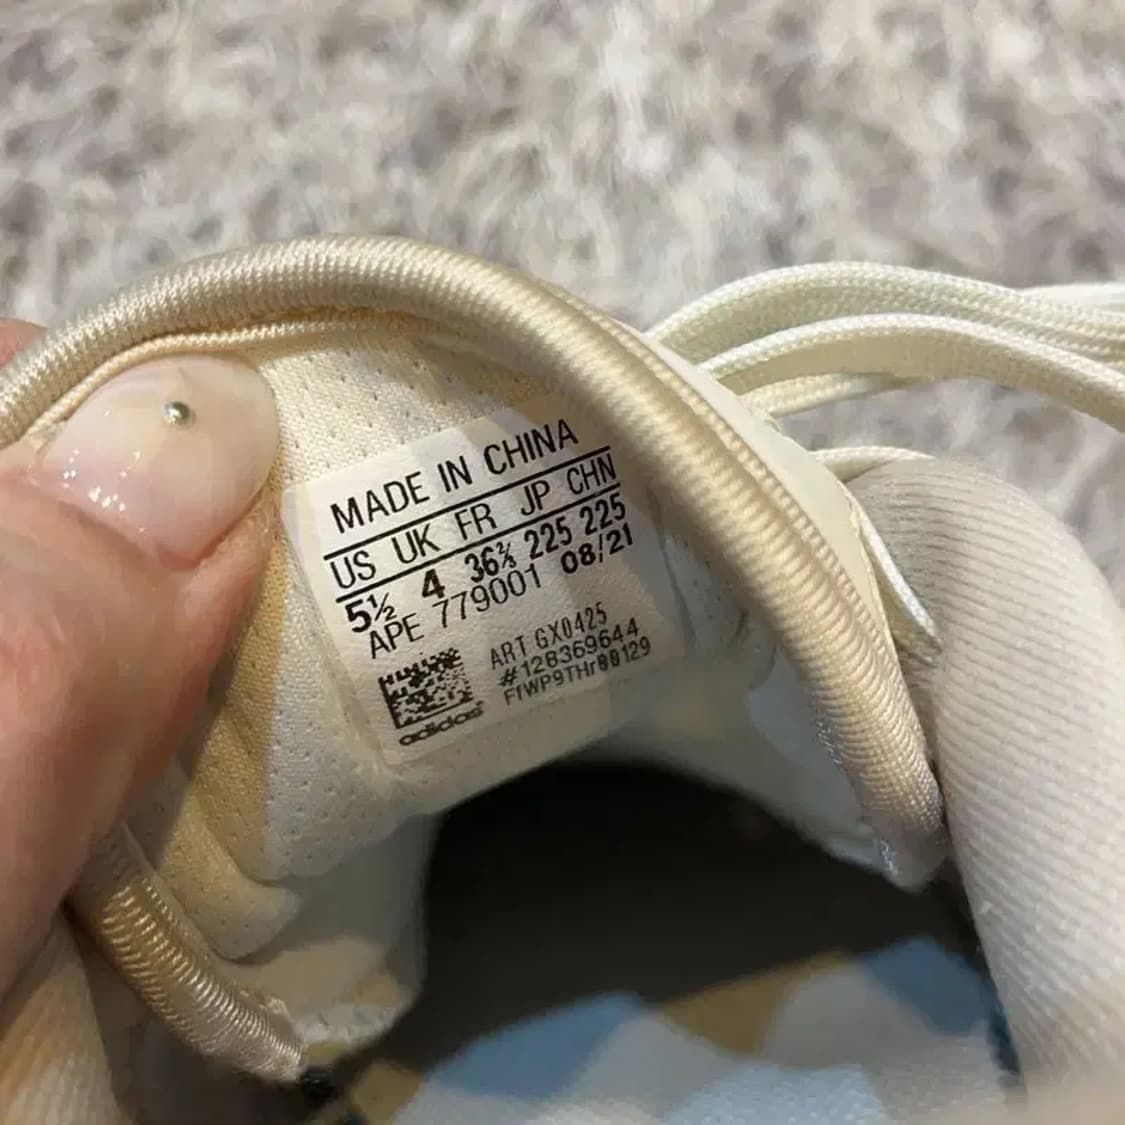 MADE IN CHINA
US UK FR JP CHN
5½ 4 36⅔ 225 225
APE 779001 08/21
ART GX0425
#128369644
FfWP9THr00129
adidas